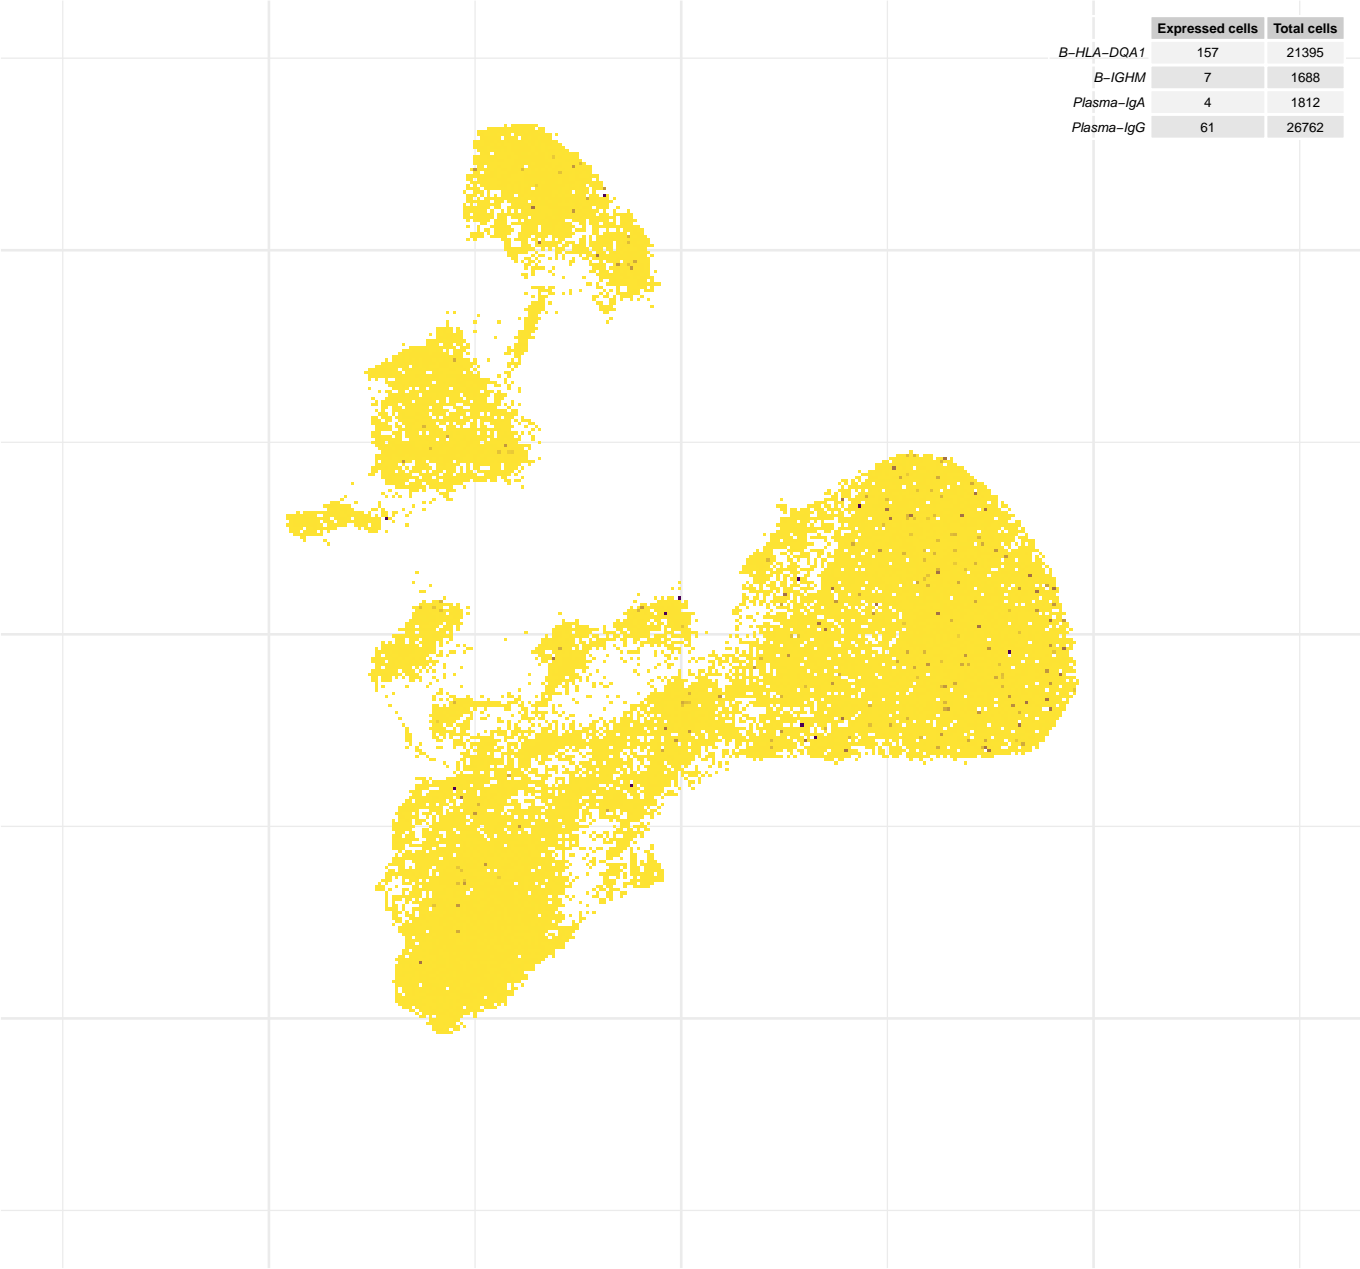 Expressed cells Total cells
B−HLA−DQA1 157 21395
B−IGHM 7 1688
Plasma−IgA 4 1812
Plasma−IgG 61 26762